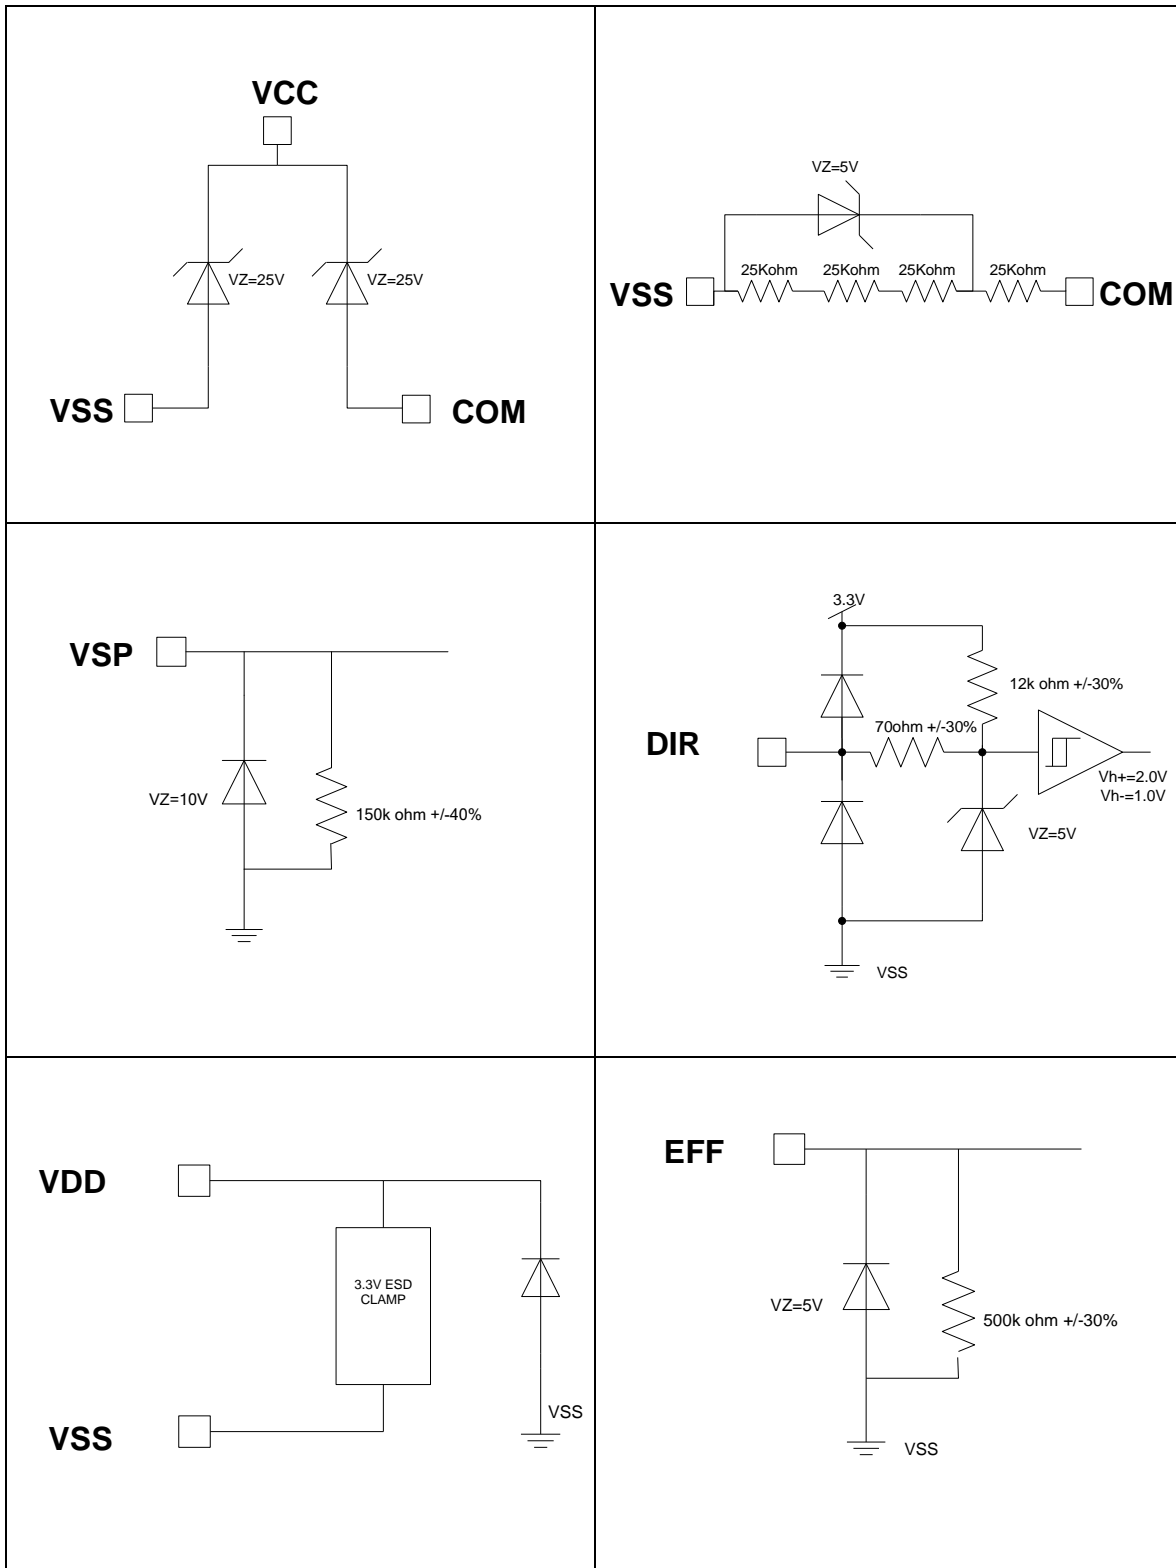 VCC
VZ=25V VZ=25V
VSS COM
VZ=5V
25Kohm 25Kohm 25Kohm 25Kohm
VSS COM
VSP
VZ=10V
150k ohm +/-40%
3.3V
12k ohm +/-30%
70ohm +/-30%
DIR
Vh+=2.0V
Vh-=1.0V
VZ=5V
VSS
VDD
3.3V ESD
CLAMP
VSS
VSS
EFF
VZ=5V
500k ohm +/-30%
VSS